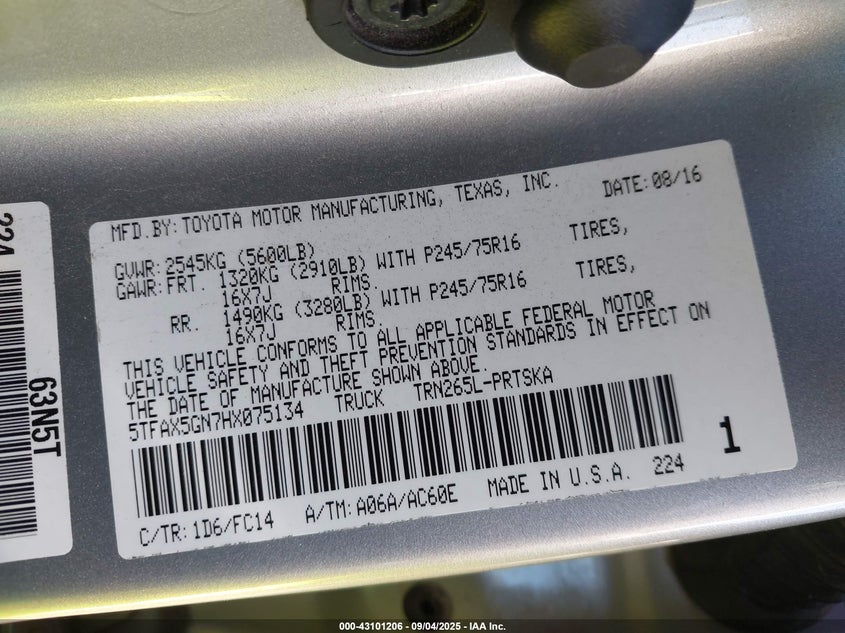 MFD.BY:TOYOTA MOTOR MANUFACTURING, TEXAS, INC. DATE:08/16
GVWR:2545KG (5600LB)
GAWR:FRT. 1320KG (2910LB) WITH P245/75R16 TIRES,
16X7J RIMS.
RR. 1490KG (3280LB) WITH P245/75R16 TIRES,
16X7J RIMS.
THIS VEHICLE CONFORMS TO ALL APPLICABLE FEDERAL MOTOR
VEHICLE SAFETY AND THEFT PREVENTION STANDARDS IN EFFECT ON
THE DATE OF MANUFACTURE SHOWN ABOVE.
5TFAX5GN7HX075134 TRUCK TRN265L-PRTSKA
1
C/TR:1D6/FC14 A/TM:A06A/AC60E MADE IN U.S.A. 224
224
63N5T
000-43101206 - 09/04/2025 - IAA Inc.